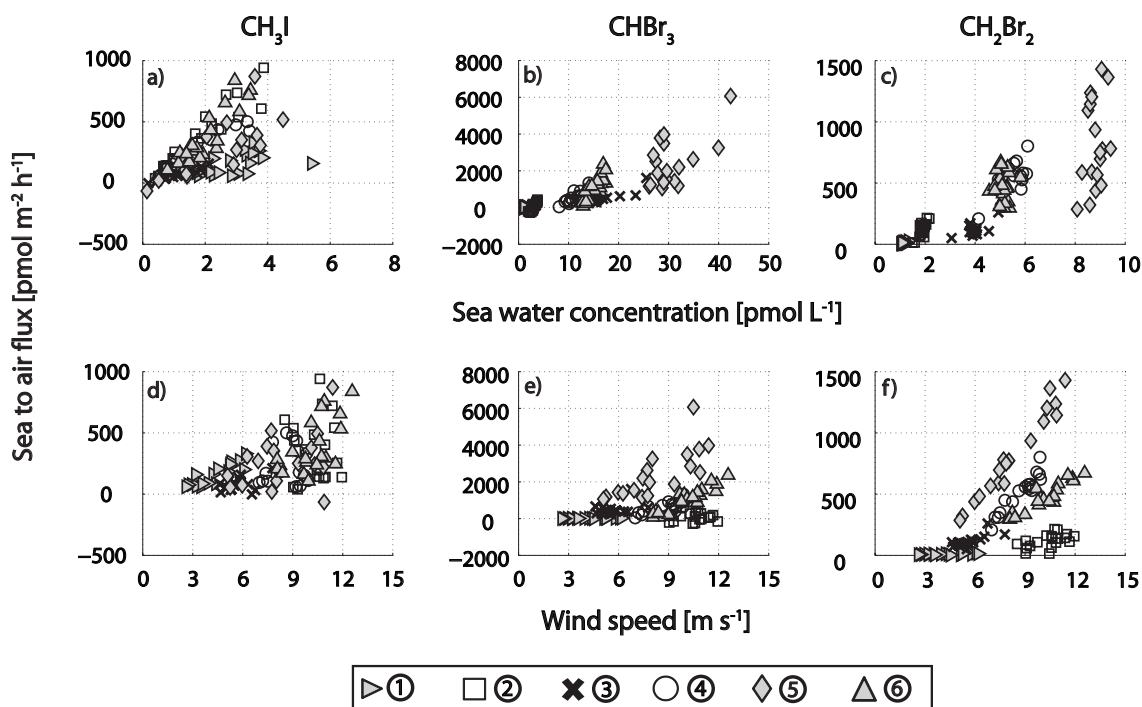 CH₃I CHBr₃ CH₂Br₂
Sea to air flux [pmol m⁻² h⁻¹]
a)
1000
500
0
−500
0 2 4 6 8
b)
8000
6000
4000
2000
0
−2000
0 10 20 30 40 50
c)
1500
1000
500
0
0 2 4 6 8 10
Sea water concentration [pmol L⁻¹]
d)
1000
500
0
−500
0 3 6 9 12 15
e)
8000
6000
4000
2000
0
−2000
0 3 6 9 12 15
f)
1500
1000
500
0
0 3 6 9 12 15
Wind speed [m s⁻¹]
① ② ③ ④ ⑤ ⑥